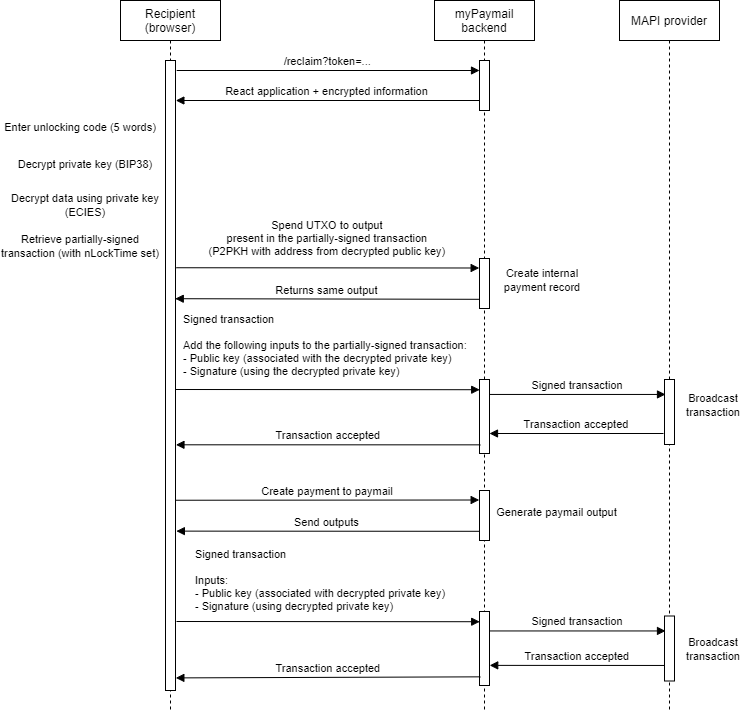 Recipient
(browser)
myPaymail
backend
MAPI provider
/reclaim?token=...
React application + encrypted information
Enter unlocking code (5 words)
Decrypt private key (BIP38)
Decrypt data using private key
(ECIES)
Retrieve partially-signed
transaction (with nLockTime set)
Spend UTXO to output
present in the partially-signed transaction
(P2PKH with address from decrypted public key)
Create internal
payment record
Returns same output
Signed transaction
Add the following inputs to the partially-signed transaction:
- Public key (associated with the decrypted private key)
- Signature (using the decrypted private key)
Signed transaction
Broadcast
transaction
Transaction accepted
Transaction accepted
Create payment to paymail
Generate paymail output
Send outputs
Signed transaction
Inputs:
- Public key (associated with decrypted private key)
- Signature (using decrypted private key)
Signed transaction
Broadcast
transaction
Transaction accepted
Transaction accepted